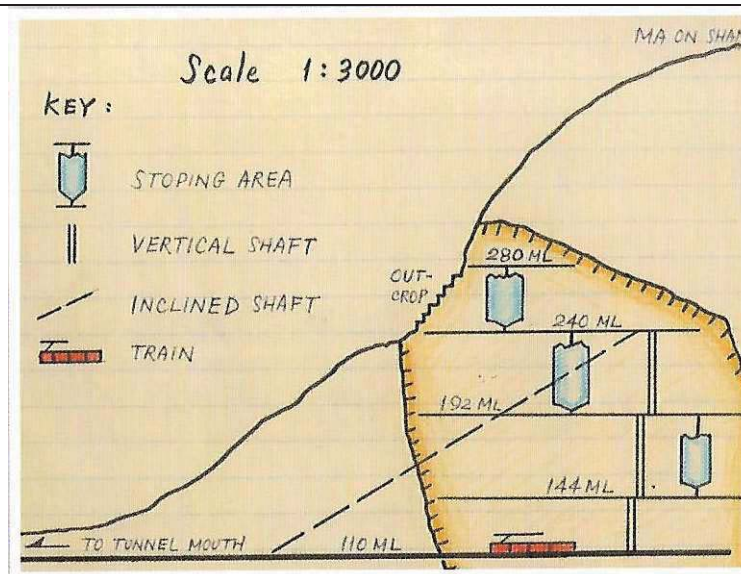 MA ON SHAN
Scale 1:3000
KEY:
STOPING AREA
VERTICAL SHAFT
INCLINED SHAFT
TRAIN
OUT-
CROP
280 ML
240 ML
192 ML
144 ML
TO TUNNEL MOUTH
110 ML